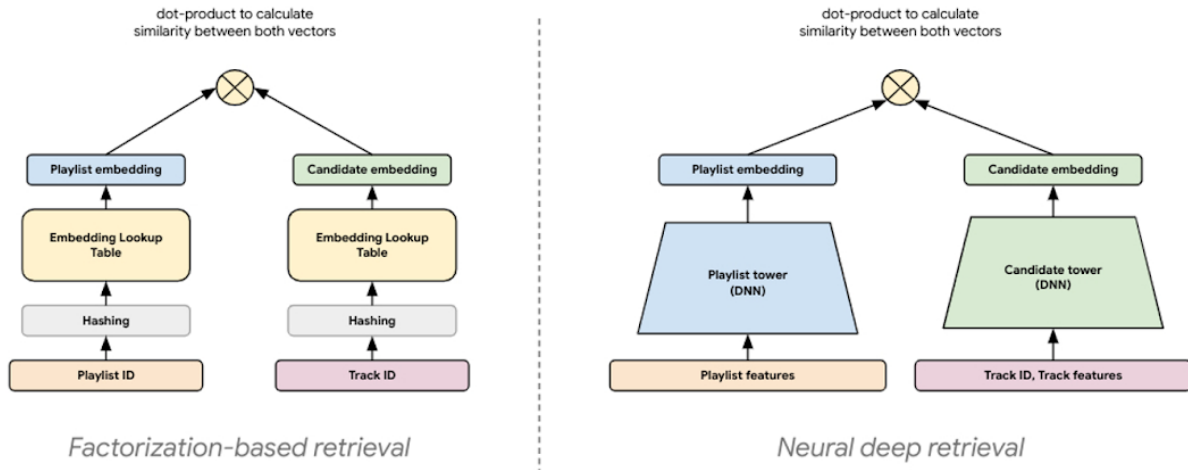 dot-product to calculate
similarity between both vectors
Playlist embedding
Candidate embedding
Embedding Lookup
Table
Embedding Lookup
Table
Hashing
Hashing
Playlist ID
Track ID
Factorization-based retrieval
dot-product to calculate
similarity between both vectors
Playlist embedding
Candidate embedding
Playlist tower
(DNN)
Candidate tower
(DNN)
Playlist features
Track ID, Track features
Neural deep retrieval